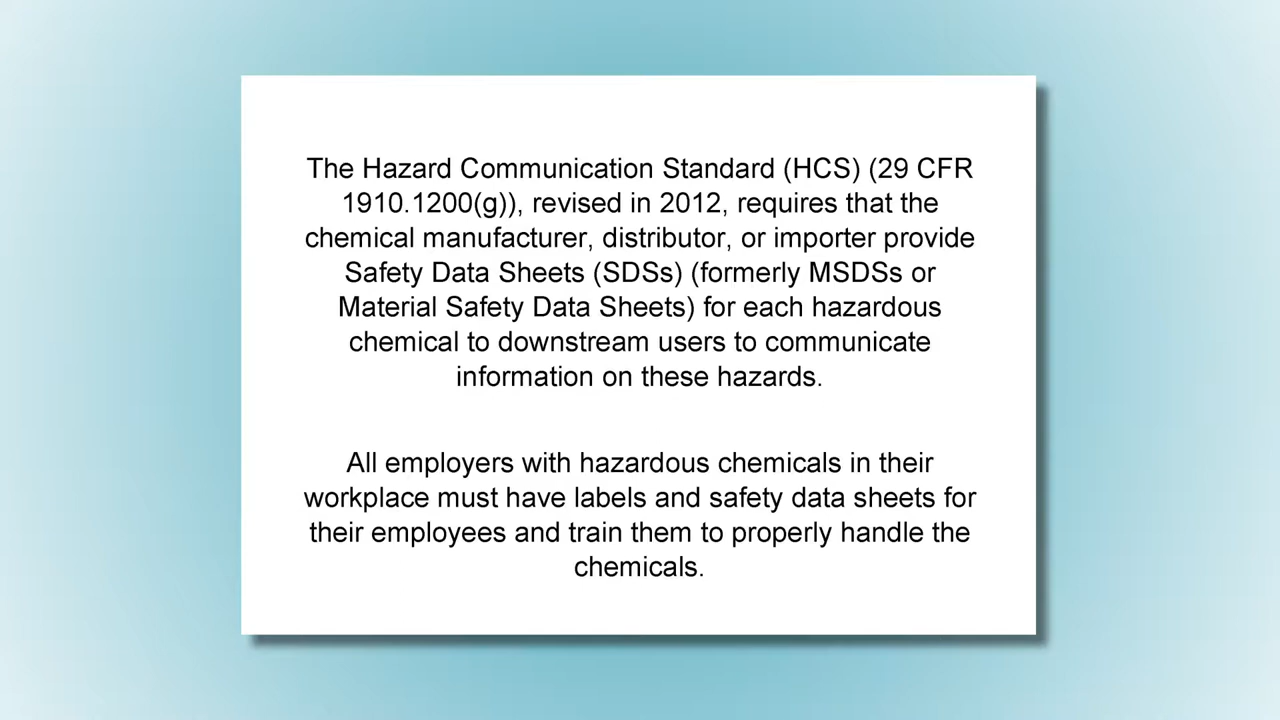 The Hazard Communication Standard (HCS) (29 CFR
1910.1200(g)), revised in 2012, requires that the
chemical manufacturer, distributor, or importer provide
Safety Data Sheets (SDSs) (formerly MSDSs or
Material Safety Data Sheets) for each hazardous
chemical to downstream users to communicate
information on these hazards.
All employers with hazardous chemicals in their
workplace must have labels and safety data sheets for
their employees and train them to properly handle the
chemicals.